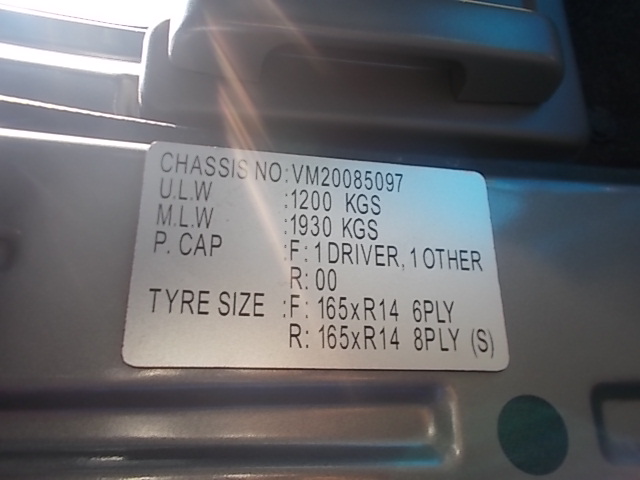 CHASSIS NO:VM20085097
U.L.W :1200 KGS
M.L.W :1930 KGS
P. CAP :F:1 DRIVER, 1 OTHER
R:00
TYRE SIZE :F: 165xR14 6PLY
R: 165xR14 8PLY (S)